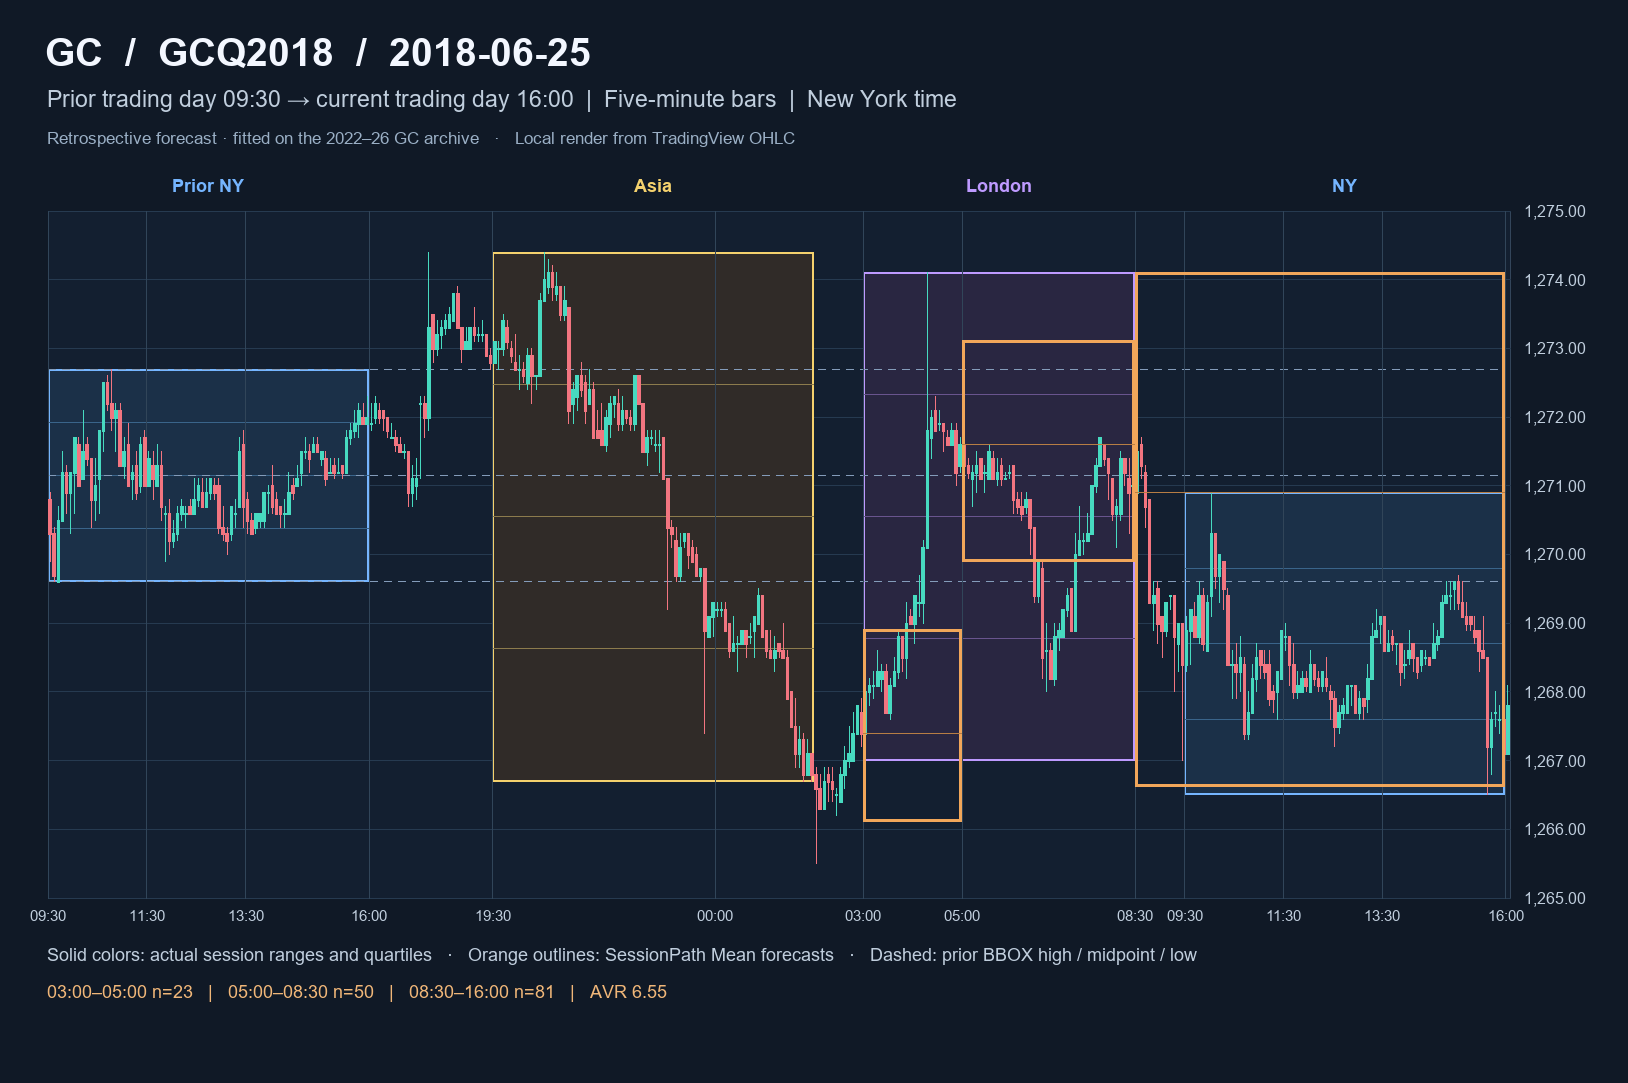 GC / GCQ2018 / 2018-06-25
Prior trading day 09:30 → current trading day 16:00 | Five-minute bars | New York time
Retrospective forecast · fitted on the 2022–26 GC archive · Local render from TradingView OHLC
Prior NY Asia London NY
1,275.00
1,274.00
1,273.00
1,272.00
1,271.00
1,270.00
1,269.00
1,268.00
1,267.00
1,266.00
1,265.00
09:30 11:30 13:30 16:00 19:30 00:00 03:00 05:00 08:30 09:30 11:30 13:30 16:00
Solid colors: actual session ranges and quartiles · Orange outlines: SessionPath Mean forecasts · Dashed: prior BBOX high / midpoint / low
03:00–05:00 n=23 | 05:00–08:30 n=50 | 08:30–16:00 n=81 | AVR 6.55